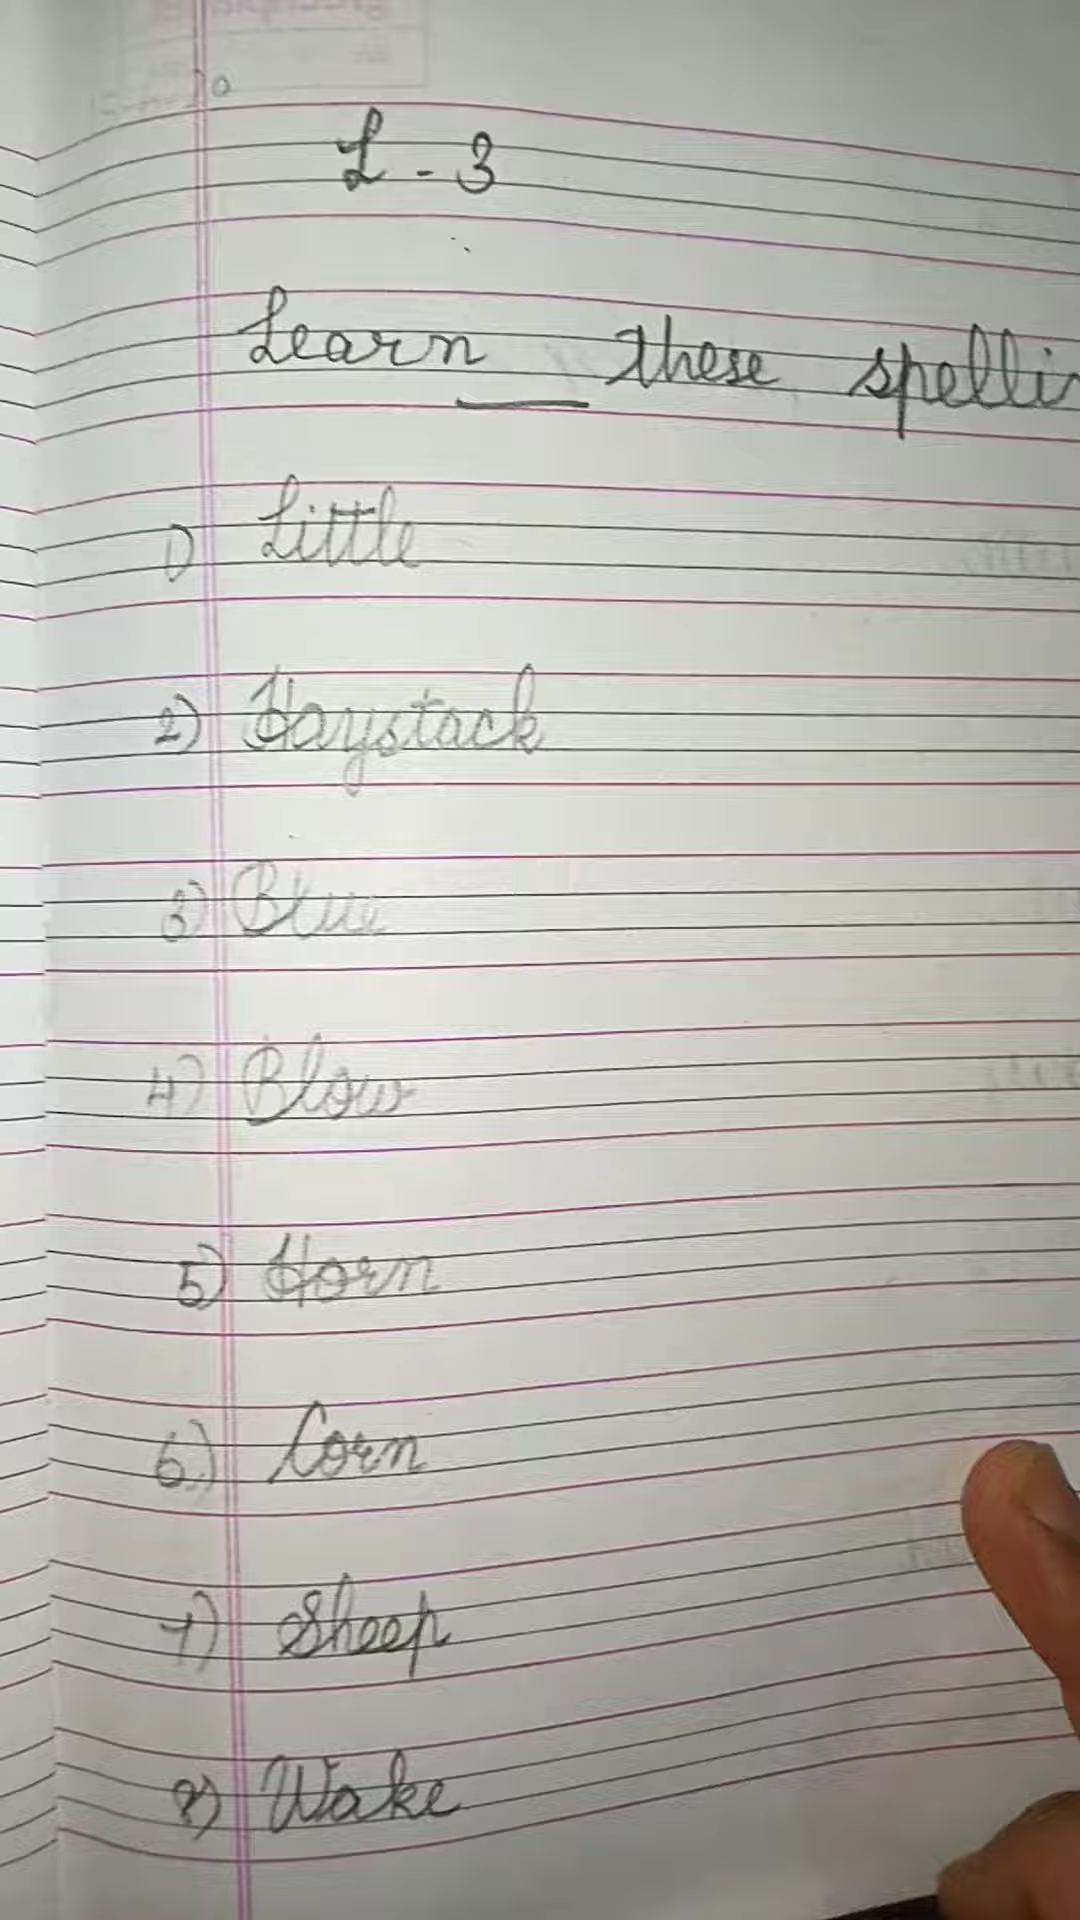 L - 3
Learn these spellin
1) Little
2) Haystack
3) Blue
4) Blow
5) Horn
6) Corn
7) Sheep
8) Wake